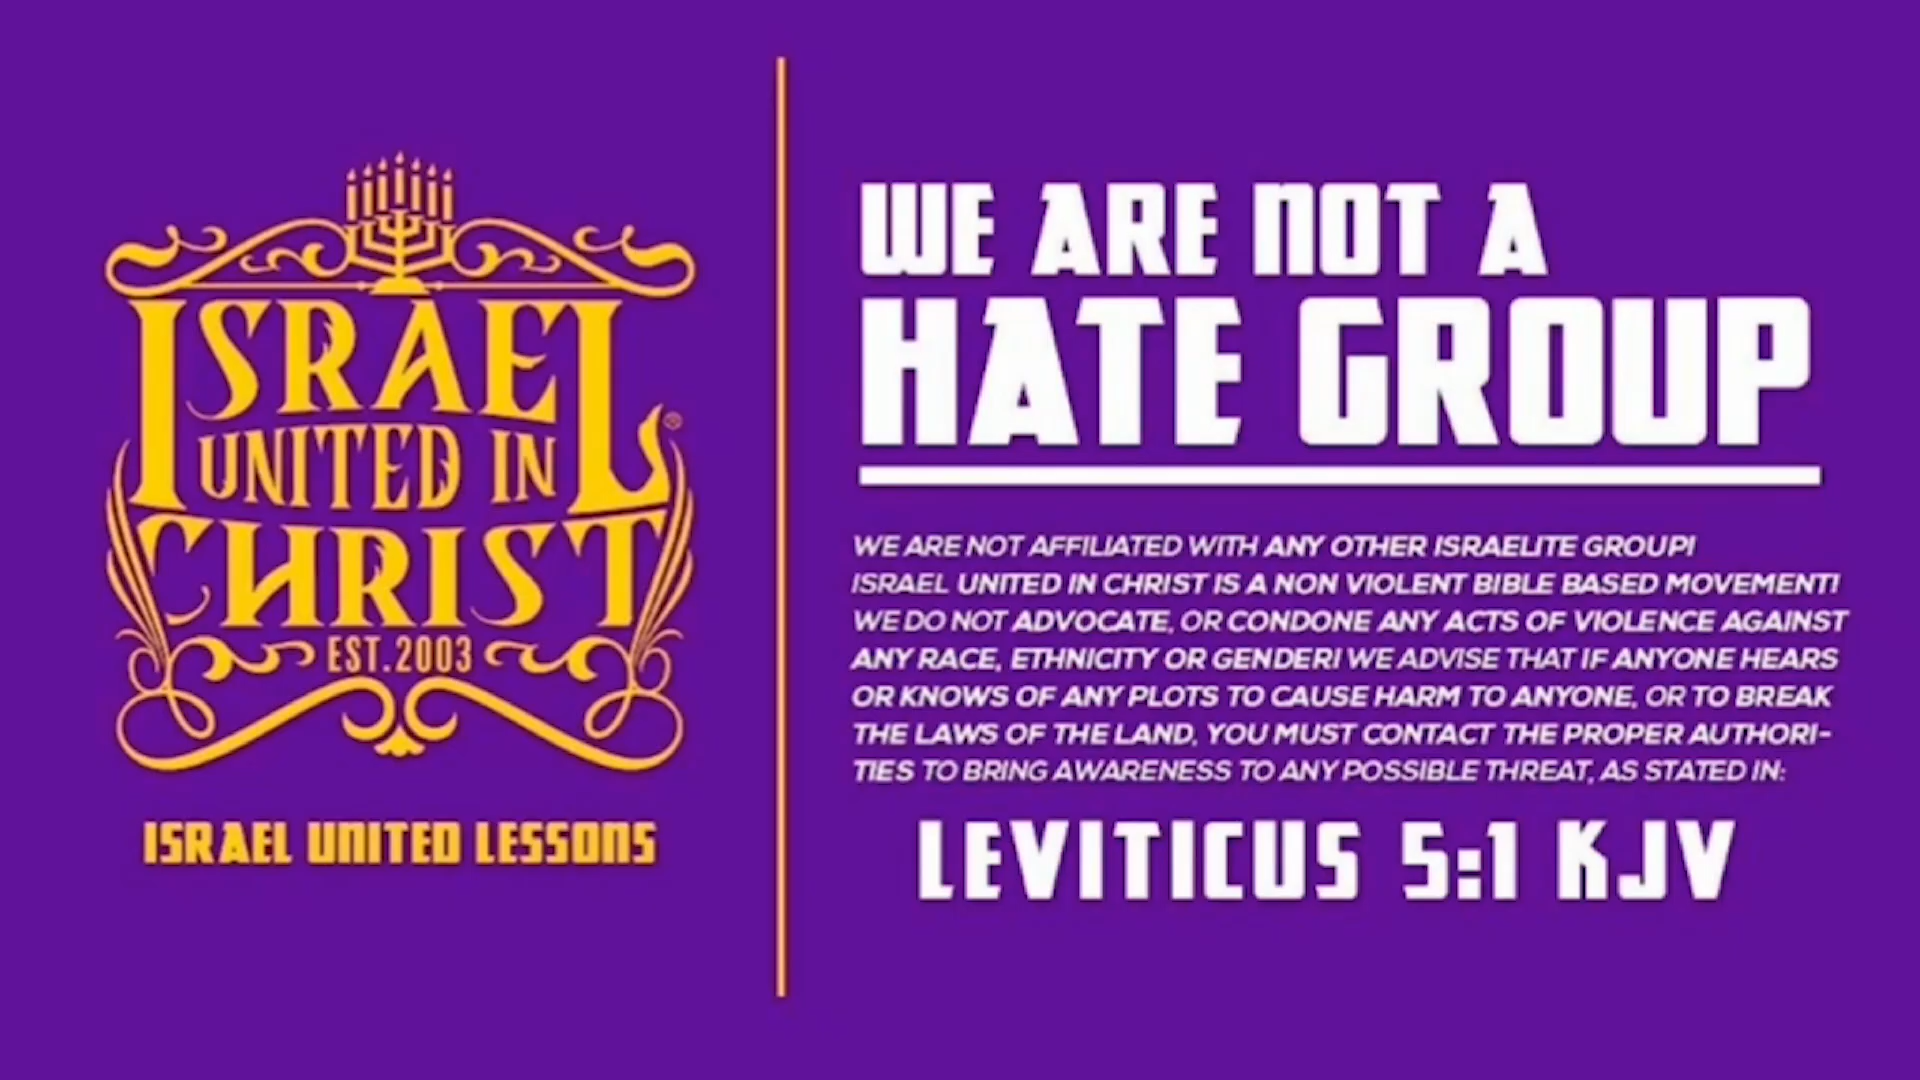 ISRAEL
UNITED IN
CHRIST®
EST. 2003
ISRAEL UNITED LESSONS
WE ARE NOT A
HATE GROUP
WE ARE NOT AFFILIATED WITH ANY OTHER ISRAELITE GROUP!
ISRAEL UNITED IN CHRIST IS A NON VIOLENT BIBLE BASED MOVEMENT!
WE DO NOT ADVOCATE, OR CONDONE ANY ACTS OF VIOLENCE AGAINST
ANY RACE, ETHNICITY OR GENDER! WE ADVISE THAT IF ANYONE HEARS
OR KNOWS OF ANY PLOTS TO CAUSE HARM TO ANYONE, OR TO BREAK
THE LAWS OF THE LAND, YOU MUST CONTACT THE PROPER AUTHORI-
TIES TO BRING AWARENESS TO ANY POSSIBLE THREAT, AS STATED IN:
LEVITICUS 5:1 KJV